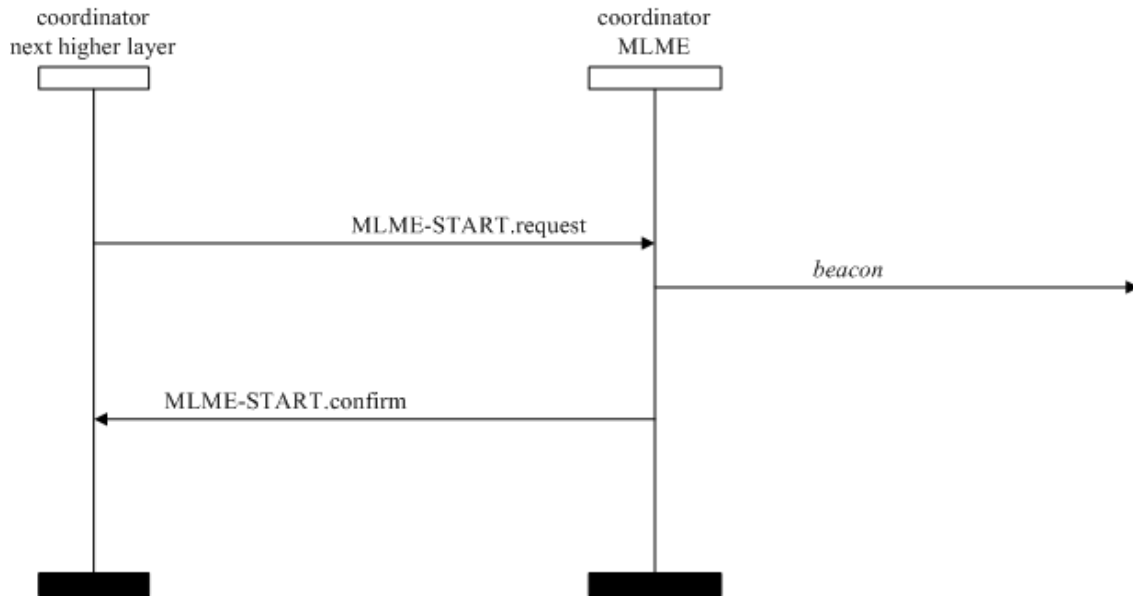 coordinator
next higher layer
coordinator
MLME
MLME-START.request
beacon
MLME-START.confirm